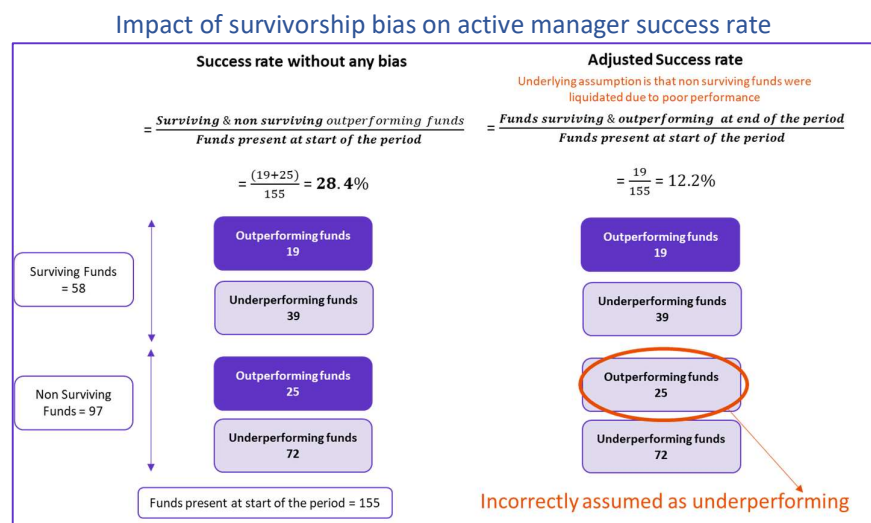 Impact of survivorship bias on active manager success rate
Success rate without any bias
= Surviving & non surviving outperforming funds / Funds present at start of the period
= (19+25) / 155 = 28.4%
Surviving Funds
= 58
Outperforming funds
19
Underperforming funds
39
Non Surviving
Funds = 97
Outperforming funds
25
Underperforming funds
72
Funds present at start of the period = 155
Adjusted Success rate
Underlying assumption is that non surviving funds were
liquidated due to poor performance
= Funds surviving & outperforming at end of the period / Funds present at start of the period
= 19 / 155 = 12.2%
Outperforming funds
19
Underperforming funds
39
Outperforming funds
25
Underperforming funds
72
Incorrectly assumed as underperforming